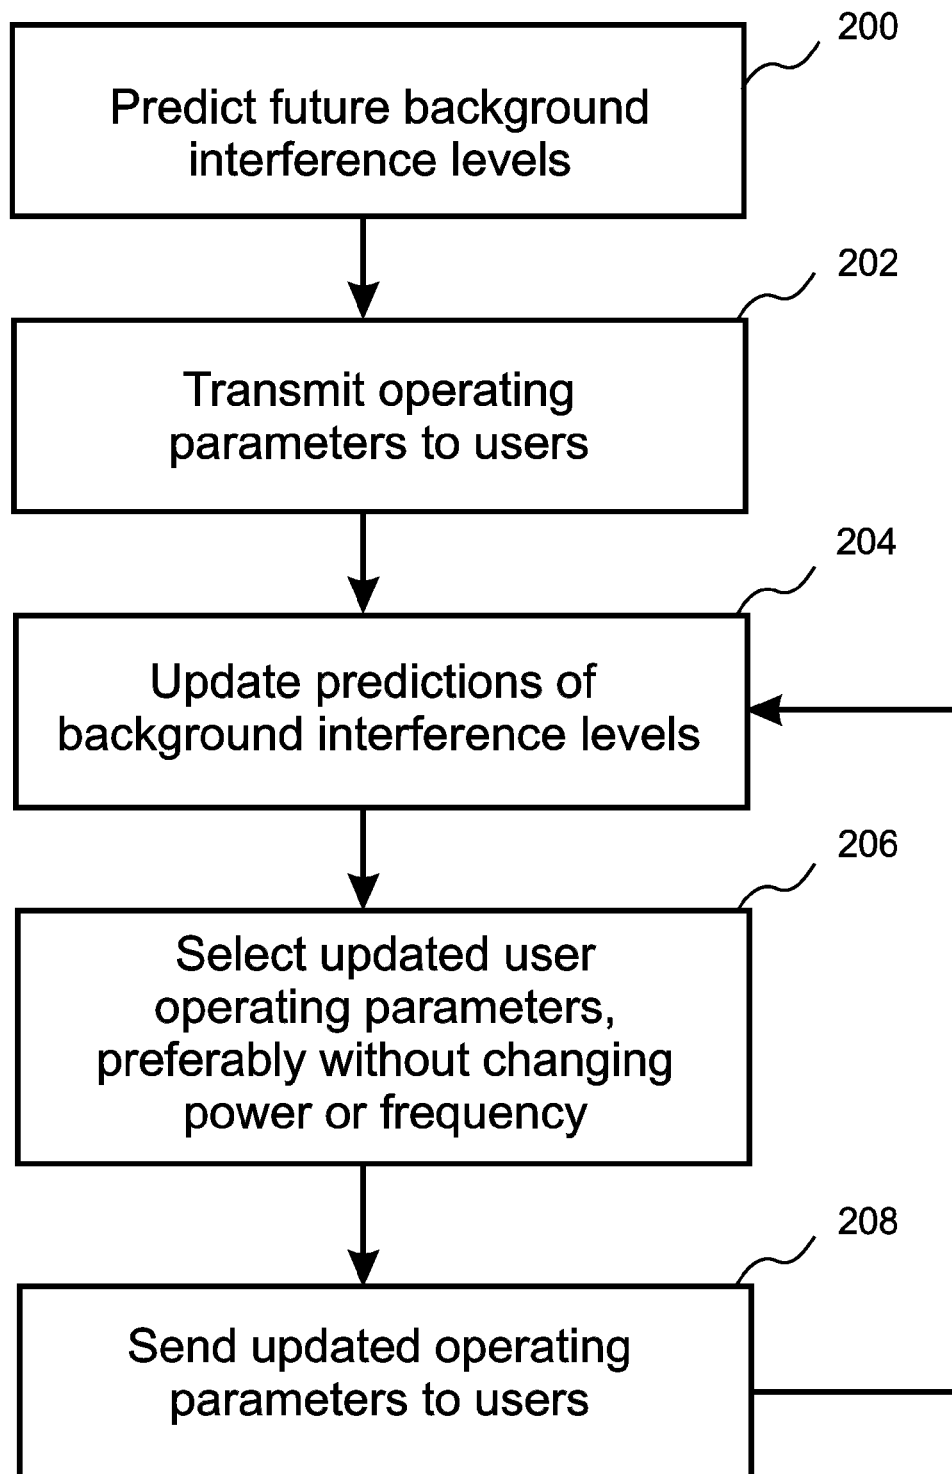 200
Predict future background
interference levels
202
Transmit operating
parameters to users
204
Update predictions of
background interference levels
206
Select updated user
operating parameters,
preferably without changing
power or frequency
208
Send updated operating
parameters to users